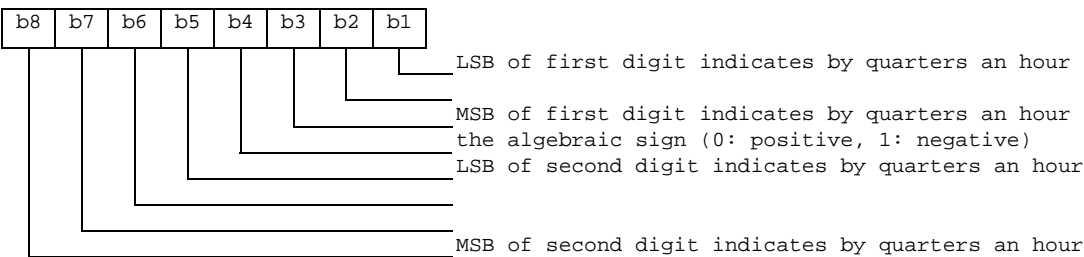 b8 b7 b6 b5 b4 b3 b2 b1
LSB of first digit indicates by quarters an hour
MSB of first digit indicates by quarters an hour
the algebraic sign (0: positive, 1: negative)
LSB of second digit indicates by quarters an hour
MSB of second digit indicates by quarters an hour